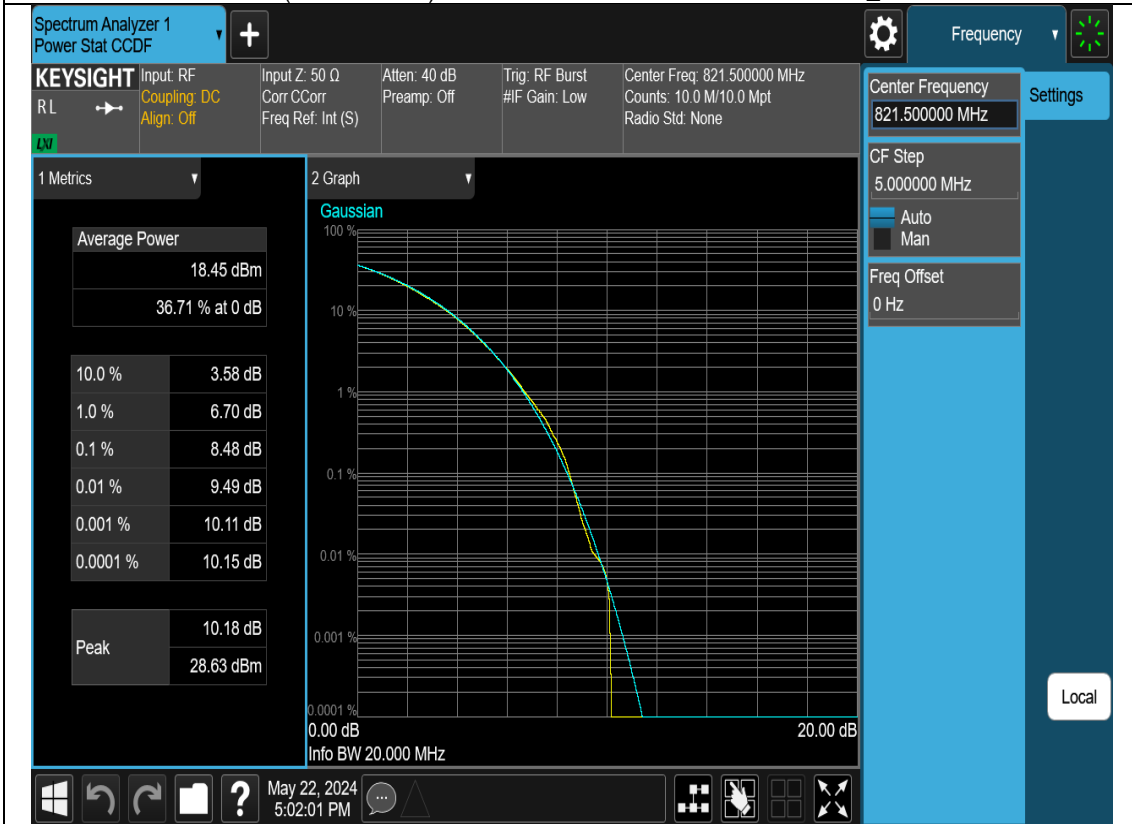 Spectrum Analyzer 1
Power Stat CCDF
+
Frequency
KEYSIGHT
RL
LXI
Input: RF
Coupling: DC
Align: Off
Input Z: 50 Ω
Corr CCorr
Freq Ref: Int (S)
Atten: 40 dB
Preamp: Off
Trig: RF Burst
#IF Gain: Low
Center Freq: 821.500000 MHz
Counts: 10.0 M/10.0 Mpt
Radio Std: None
Center Frequency
821.500000 MHz
Settings
CF Step
5.000000 MHz
Auto
Man
Freq Offset
0 Hz
1 Metrics
Average Power
18.45 dBm
36.71 % at 0 dB
10.0 % 3.58 dB
1.0 % 6.70 dB
0.1 % 8.48 dB
0.01 % 9.49 dB
0.001 % 10.11 dB
0.0001 % 10.15 dB
Peak
10.18 dB
28.63 dBm
2 Graph
Gaussian
100 %
10 %
1 %
0.1 %
0.01 %
0.001 %
0.0001 %
0.00 dB 20.00 dB
Info BW 20.000 MHz
Local
?
May 22, 2024
5:02:01 PM